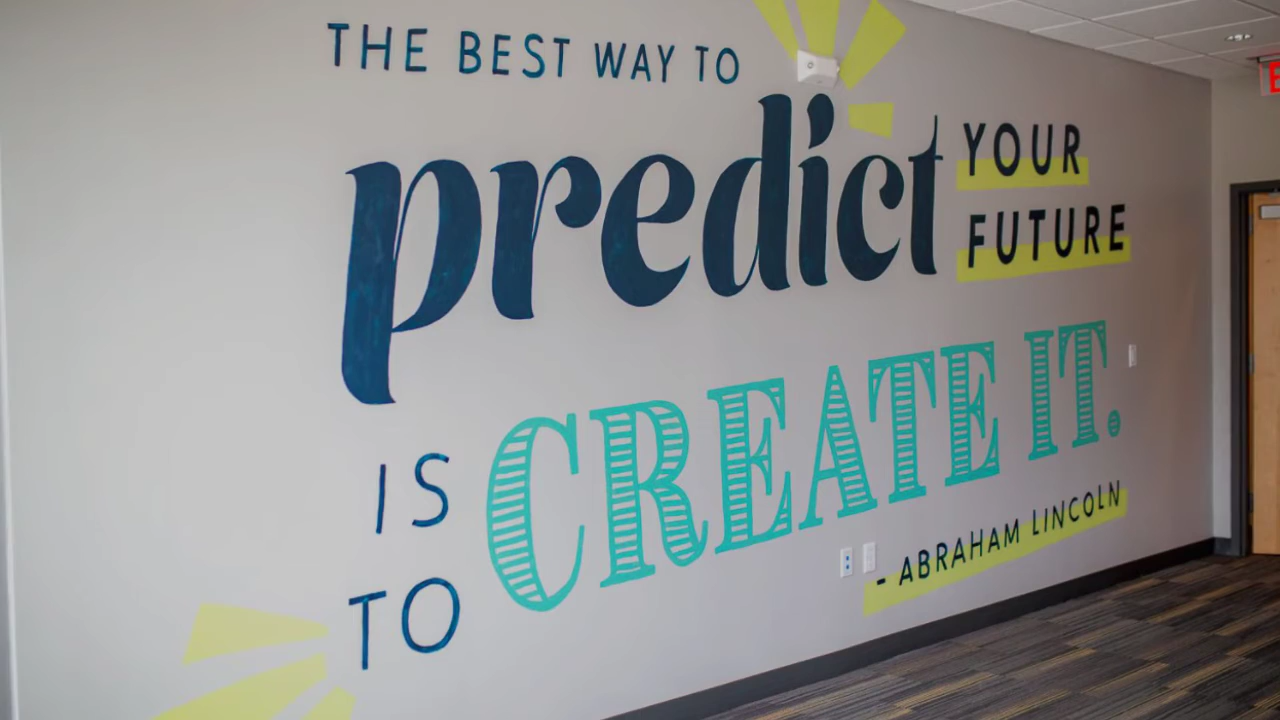 THE BEST WAY TO
predict YOUR
FUTURE
IS CREATE IT.
TO
- ABRAHAM LINCOLN